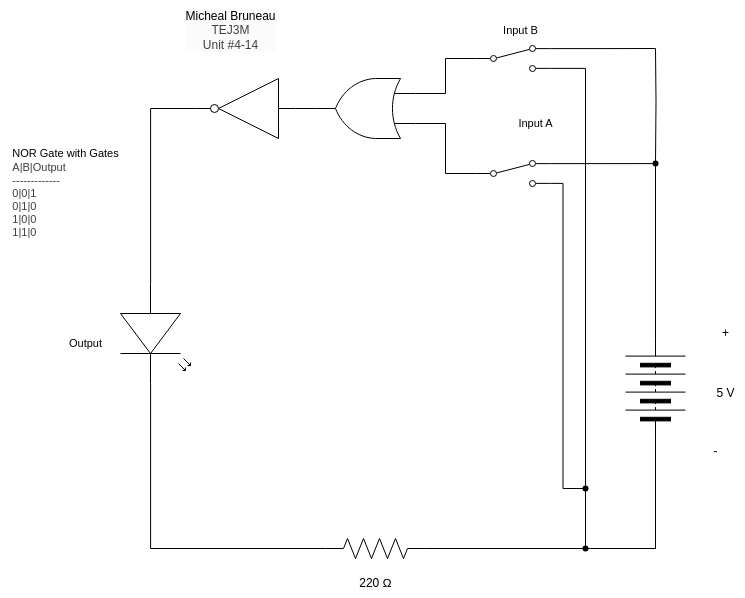 Micheal Bruneau
TEJ3M
Unit #4-14
Input B
Input A
NOR Gate with Gates
A|B|Output
-------------
0|0|1
0|1|0
1|0|0
1|1|0
Output
+
5 V
-
220 Ω